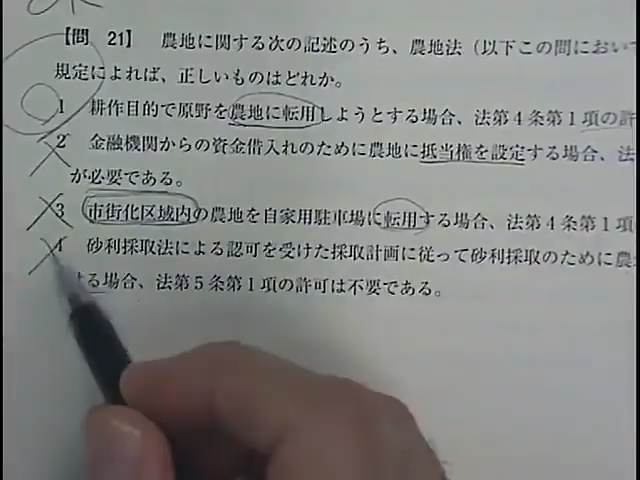 OK
【問 21】 農地に関する次の記述のうち、農地法（以下この問において
規定によれば、正しいものはどれか。
1 耕作目的で原野を農地に転用しようとする場合、法第4条第1項の許
2 金融機関からの資金借入れのために農地に抵当権を設定する場合、法
が必要である。
3 市街化区域内の農地を自家用駐車場に転用する場合、法第4条第1項
4 砂利採取法による認可を受けた採取計画に従って砂利採取のために農
する場合、法第5条第1項の許可は不要である。